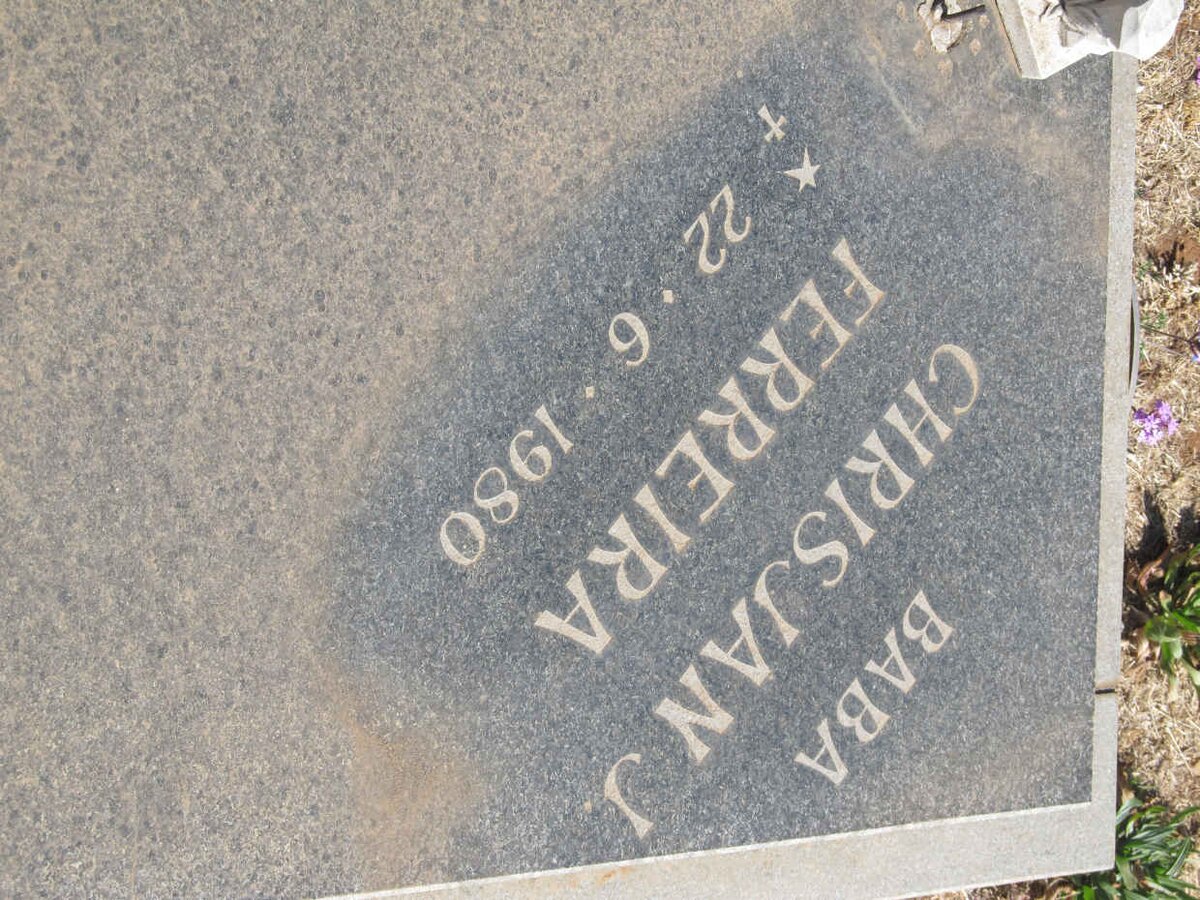 BABA
CHRISJAN J.
FERREIRA
22 . 6 . 1980